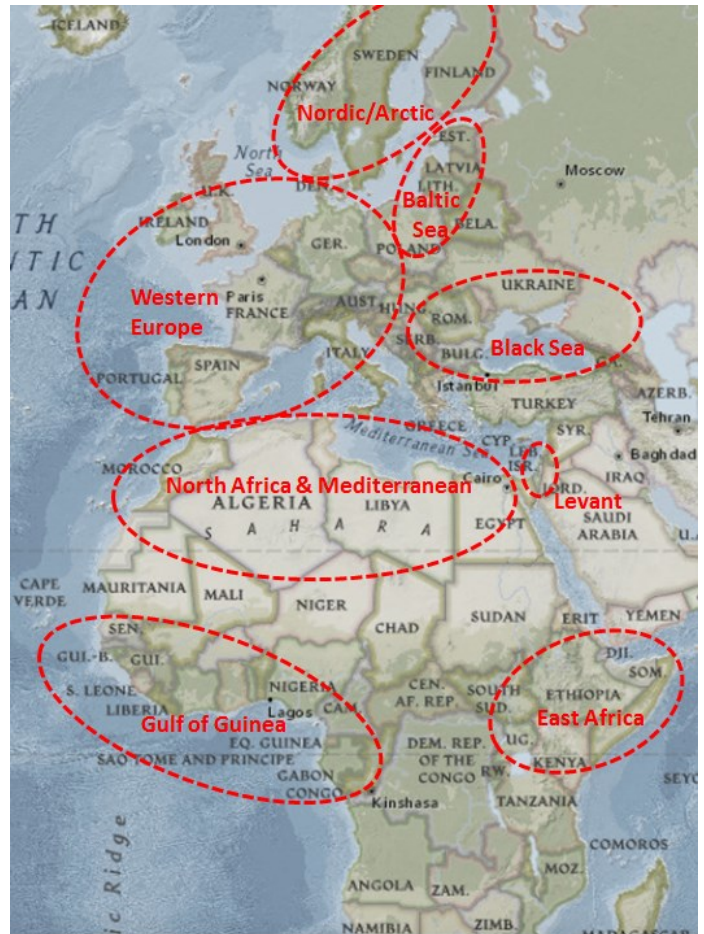 ICELAND
SWEDEN
FINLAND
NORWAY
Nordic/Arctic
EST.
North
Sea
LATVIA
Moscow
LITH.
DEN.
U.K.
Baltic
Sea
IRELAND
BELA.
TH
London
GER.
POLAND
TIC
UKRAINE
AN
Western
Europe
Paris
FRANCE
AUST.
HUNG.
ROM.
SERB.
Black Sea
ITALY
BULG.
SPAIN
GA.
PORTUGAL
Istanbul
AZERB.
TURKEY
Tehran
GREECE
Mediterranean Sea
CYP.
SYR.
LEB.
Baghdad
ISR.
MOROCCO
Cairo
IRAQ
North Africa & Mediterranean
JORD.
ALGERIA
LIBYA
Levant
SAHARA
EGYPT
SAUDI
ARABIA
U.A
CAPE
VERDE
MAURITANIA
MALI
NIGER
SUDAN
ERIT
YEMEN
CHAD
SEN.
DJI.
GUI.-B.
GUI.
SOM.
S. LEONE
NIGERIA
CEN.
AF. REP.
SOUTH
SUD.
ETHIOPIA
LIBERIA
Lagos
CAM.
Gulf of Guinea
East Africa
EQ. GUINEA
DEM. REP.
OF THE
CONGO
UG.
SAO TOME AND PRINCIPE
KENYA
GABON
RW.
CONGO
SEYC
Kinshasa
TANZANIA
COMOROS
ic Ridge
MOZ.
ANGOLA
ZAM.
NAMIBIA
ZIMB.
MADAGASCAR